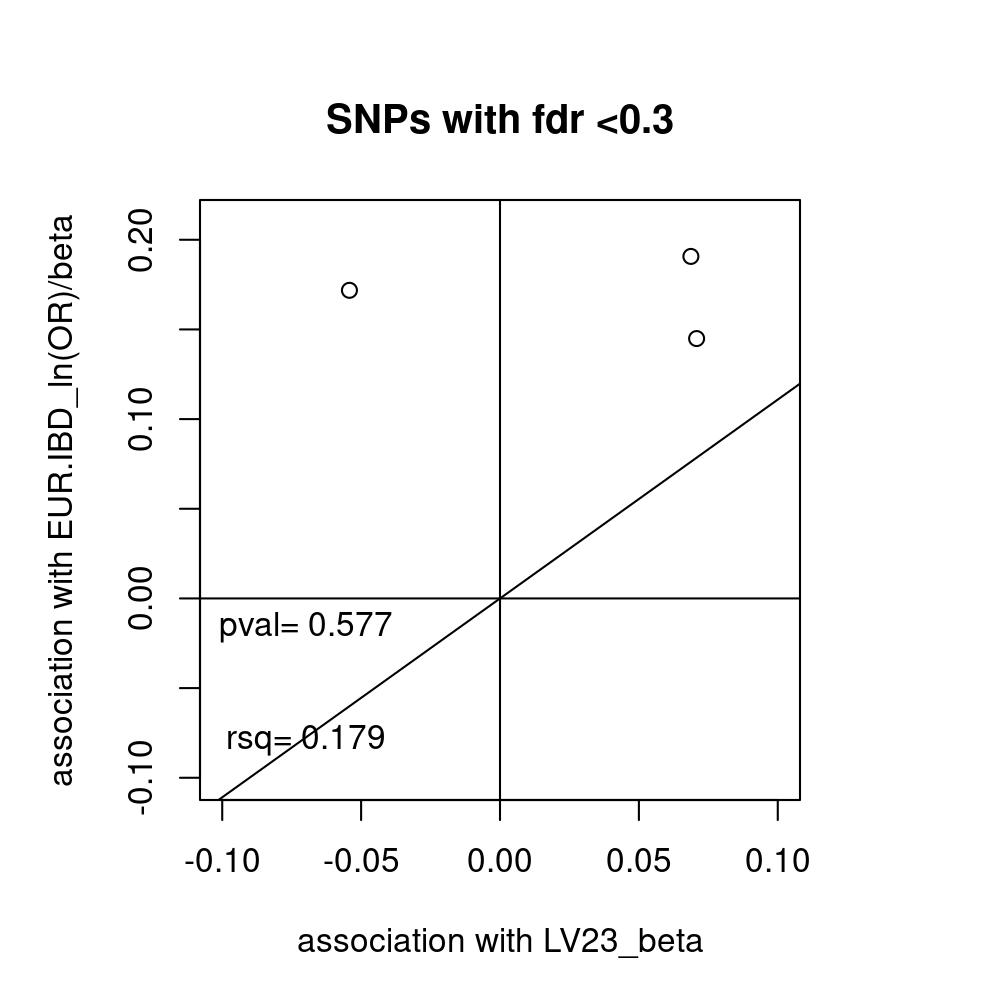 SNPs with fdr <0.3
association with EUR.IBD_ln(OR)/beta
0.20
0.10
0.00
-0.10
pval= 0.577
rsq= 0.179
-0.10 -0.05 0.00 0.05 0.10
association with LV23_beta